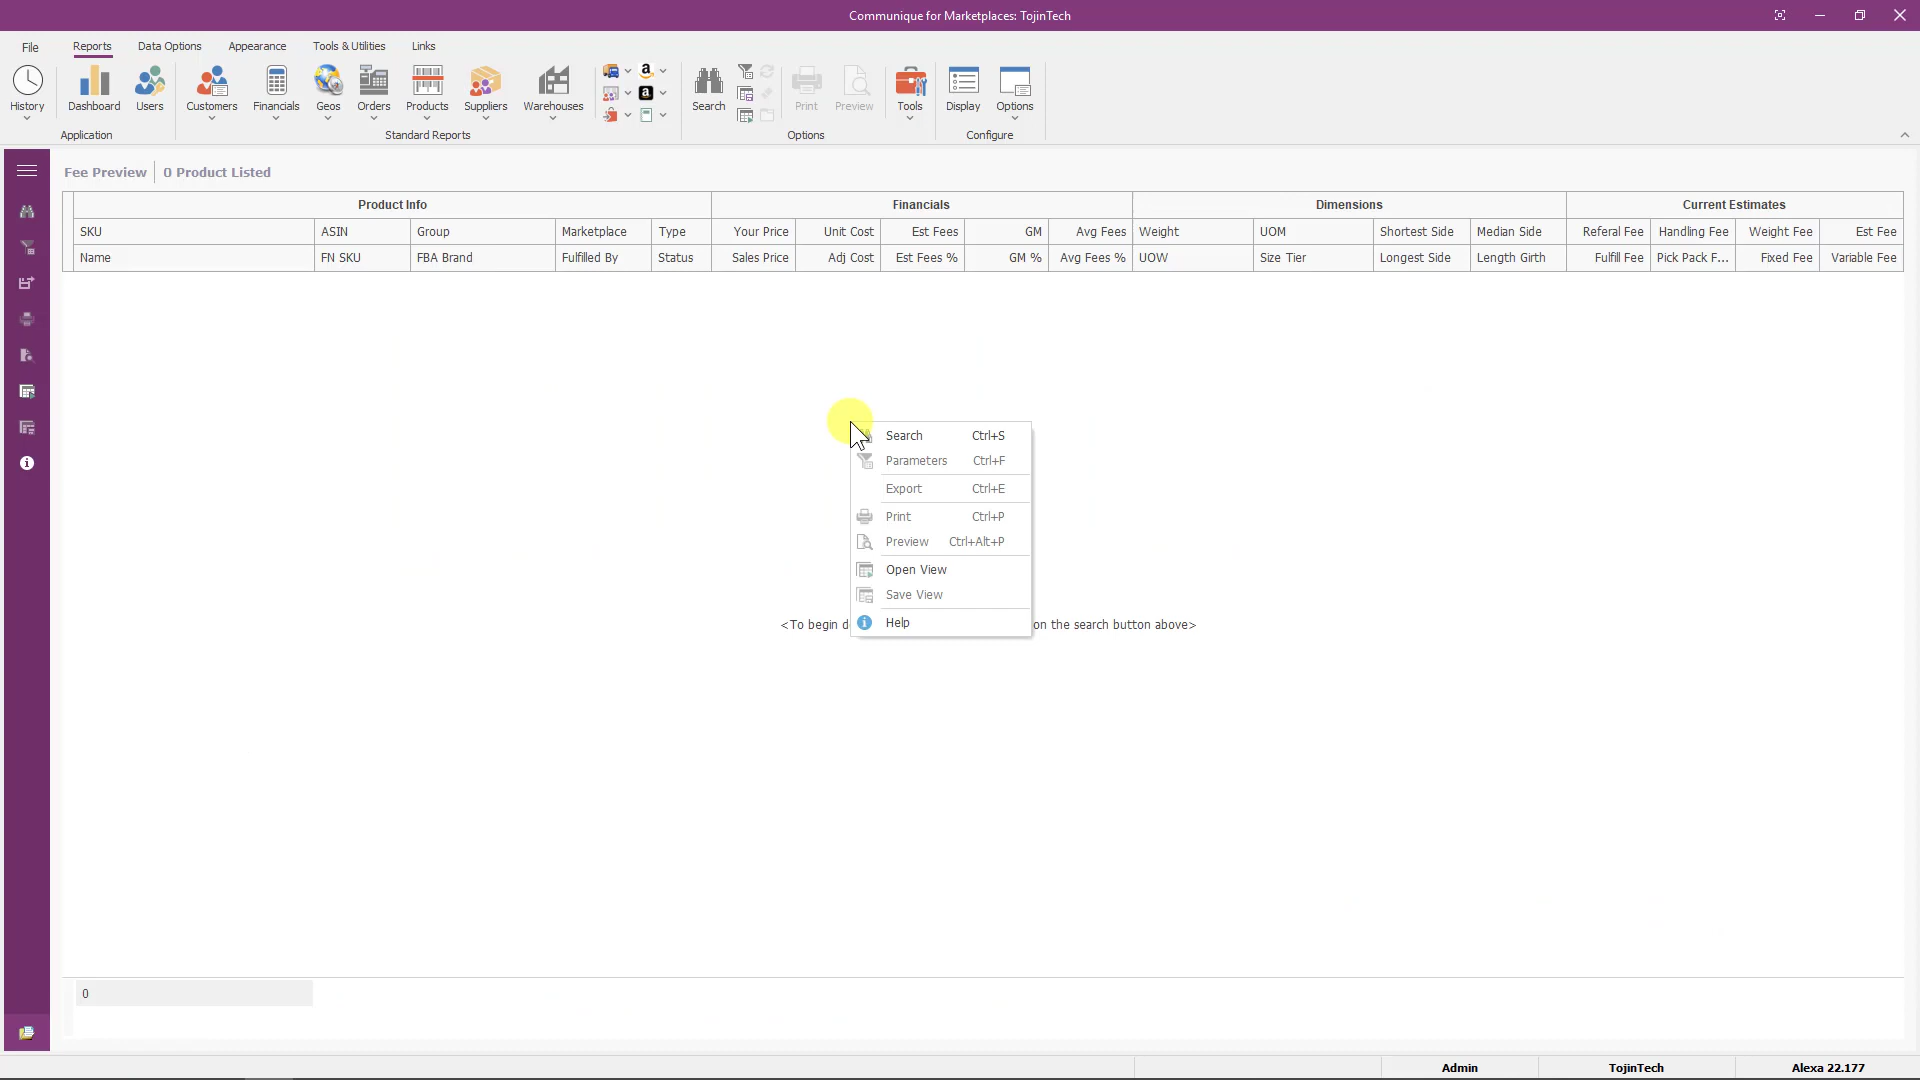 Communique for Marketplaces: TojinTech
File Reports Data Options Appearance Tools & Utilities Links
History Dashboard Users Customers Financials Geos Orders Products Suppliers Warehouses Search Print Preview Tools Display Options
Application Standard Reports Options Configure
Fee Preview 0 Product Listed
Product Info Financials Dimensions Current Estimates
SKU ASIN Group Marketplace Type Your Price Unit Cost Est Fees GM Avg Fees Weight UOM Shortest Side Median Side Referal Fee Handling Fee Weight Fee Est Fee
Name FN SKU FBA Brand Fulfilled By Status Sales Price Adj Cost Est Fees % GM % Avg Fees % UOW Size Tier Longest Side Length Girth Fulfill Fee Pick Pack F... Fixed Fee Variable Fee
Search Ctrl+S
Parameters Ctrl+F
Export Ctrl+E
Print Ctrl+P
Preview Ctrl+Alt+P
Open View
Save View
Help
<To begin d on the search button above>
0
Admin TojinTech Alexa 22.177